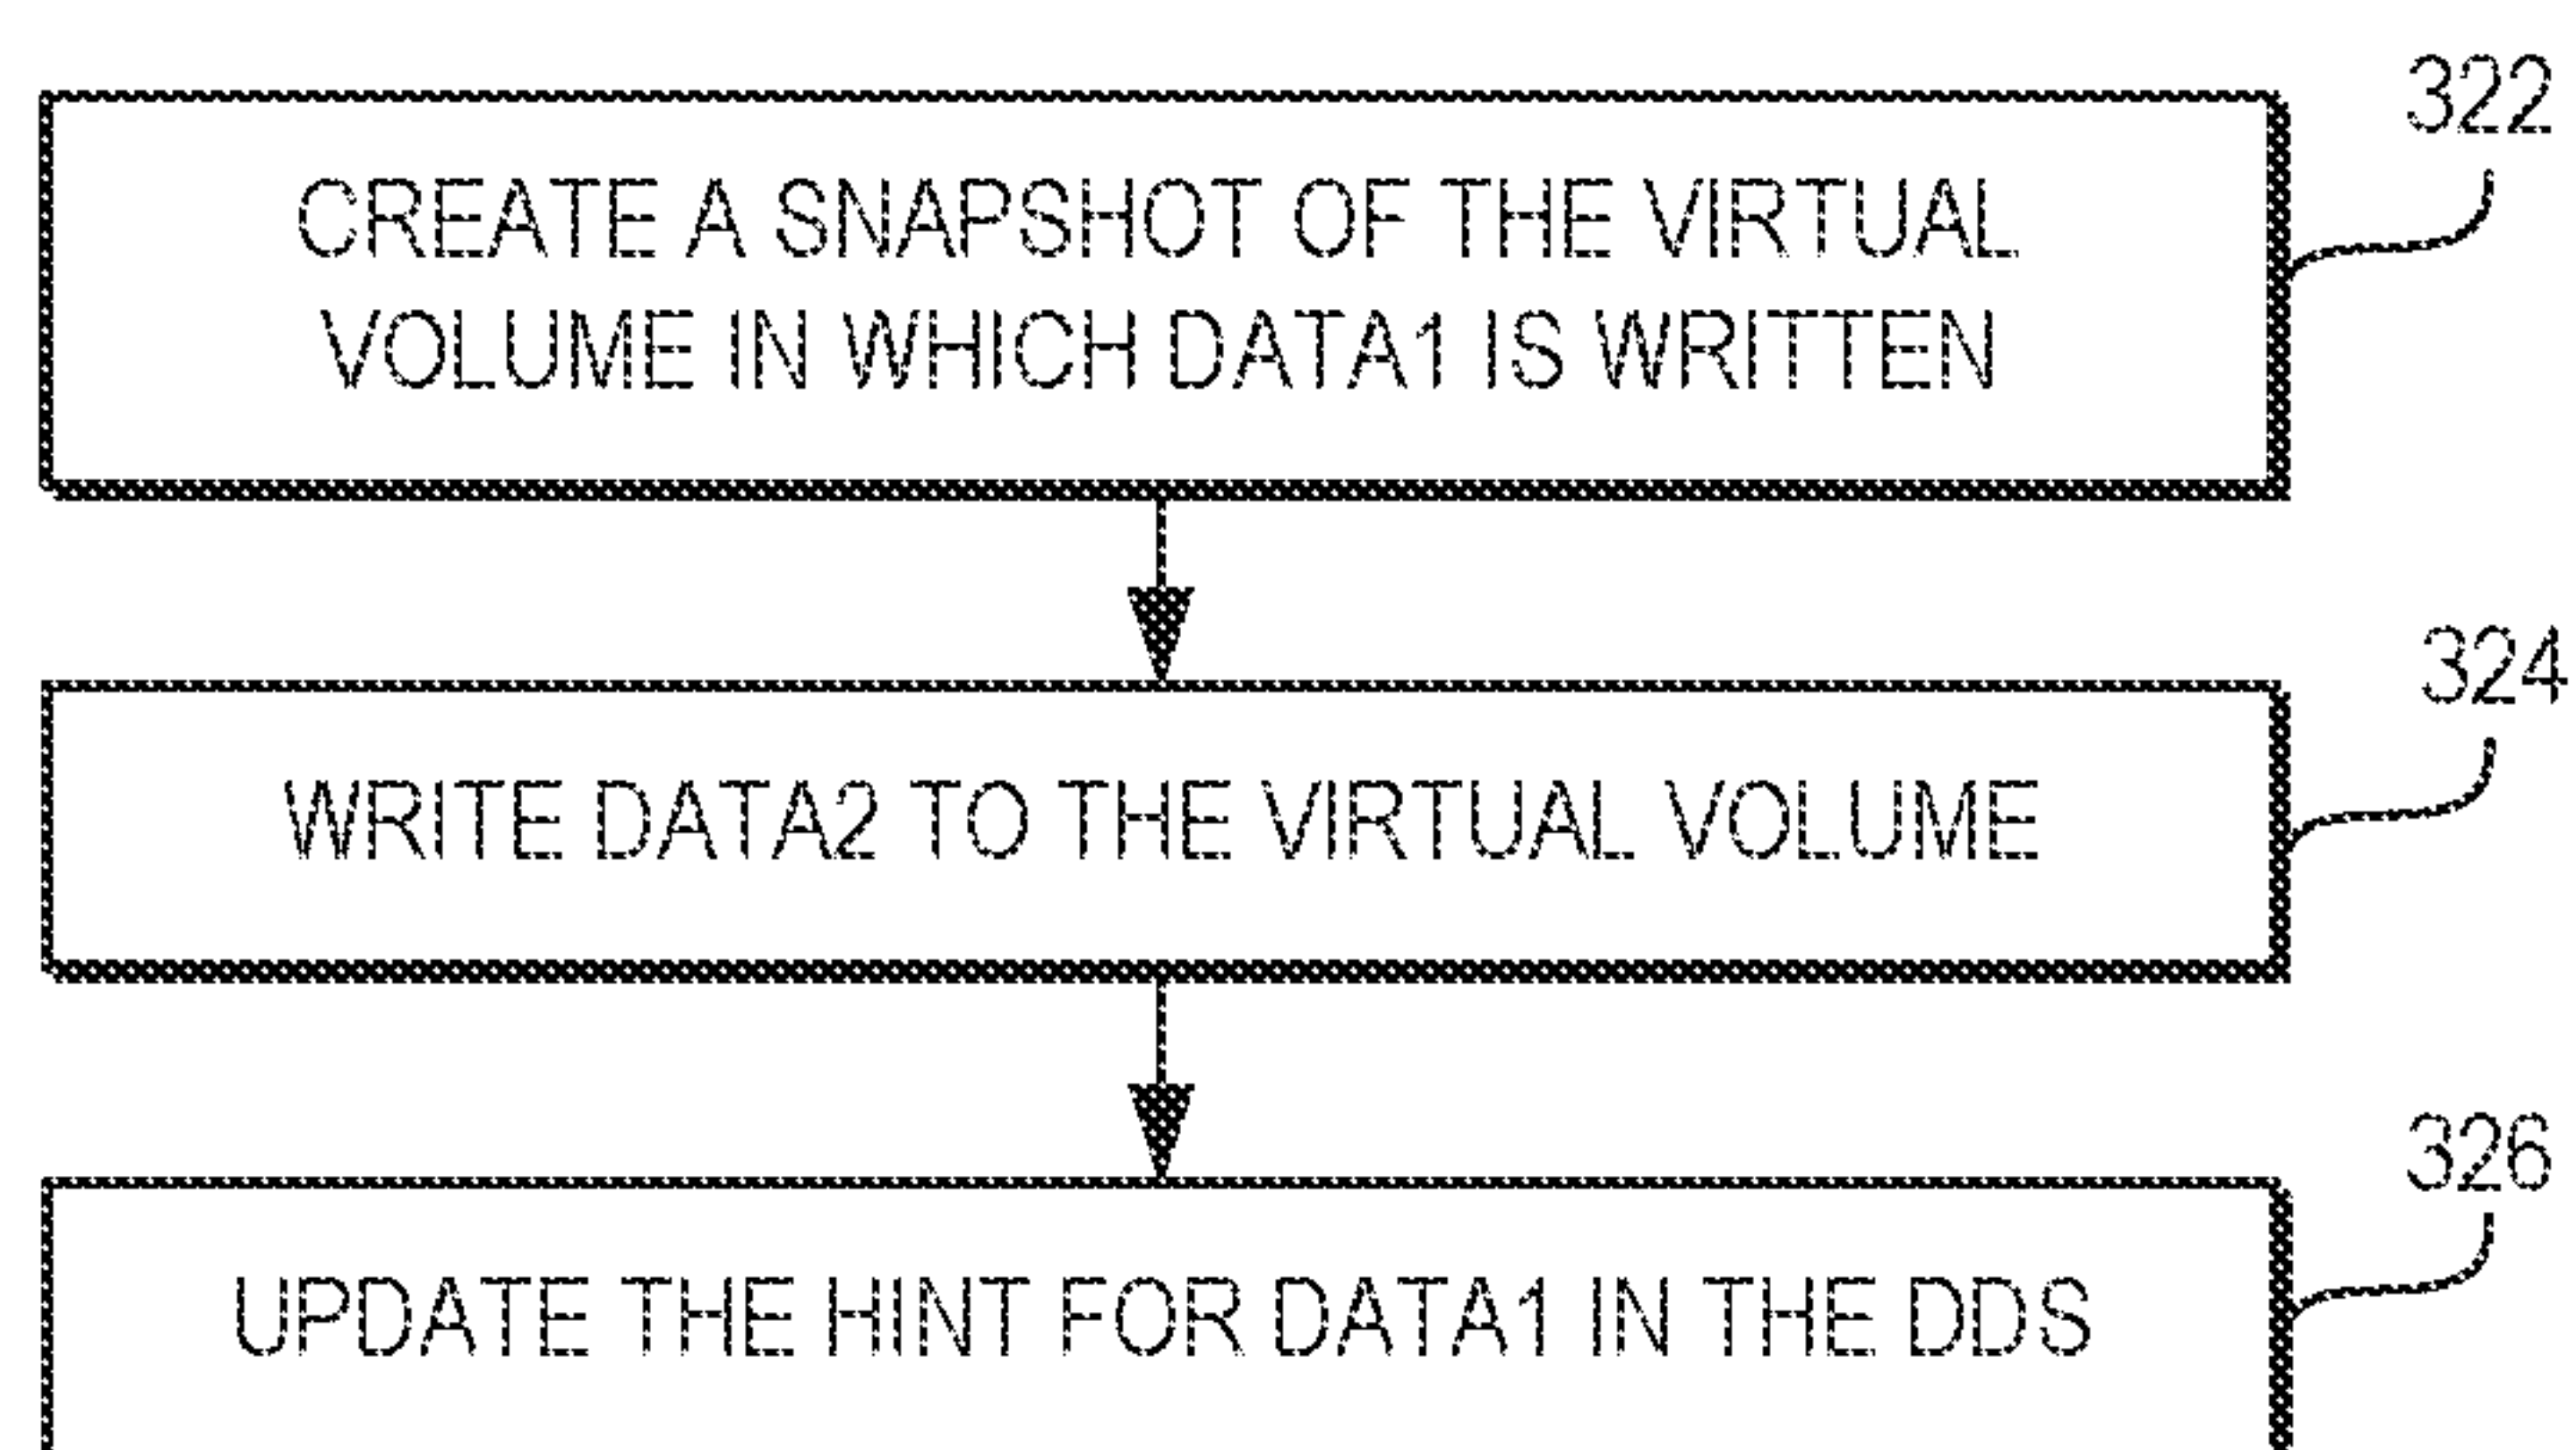 322
CREATE A SNAPSHOT OF THE VIRTUAL
VOLUME IN WHICH DATA1 IS WRITTEN
324
WRITE DATA2 TO THE VIRTUAL VOLUME
326
UPDATE THE HINT FOR DATA1 IN THE DDS